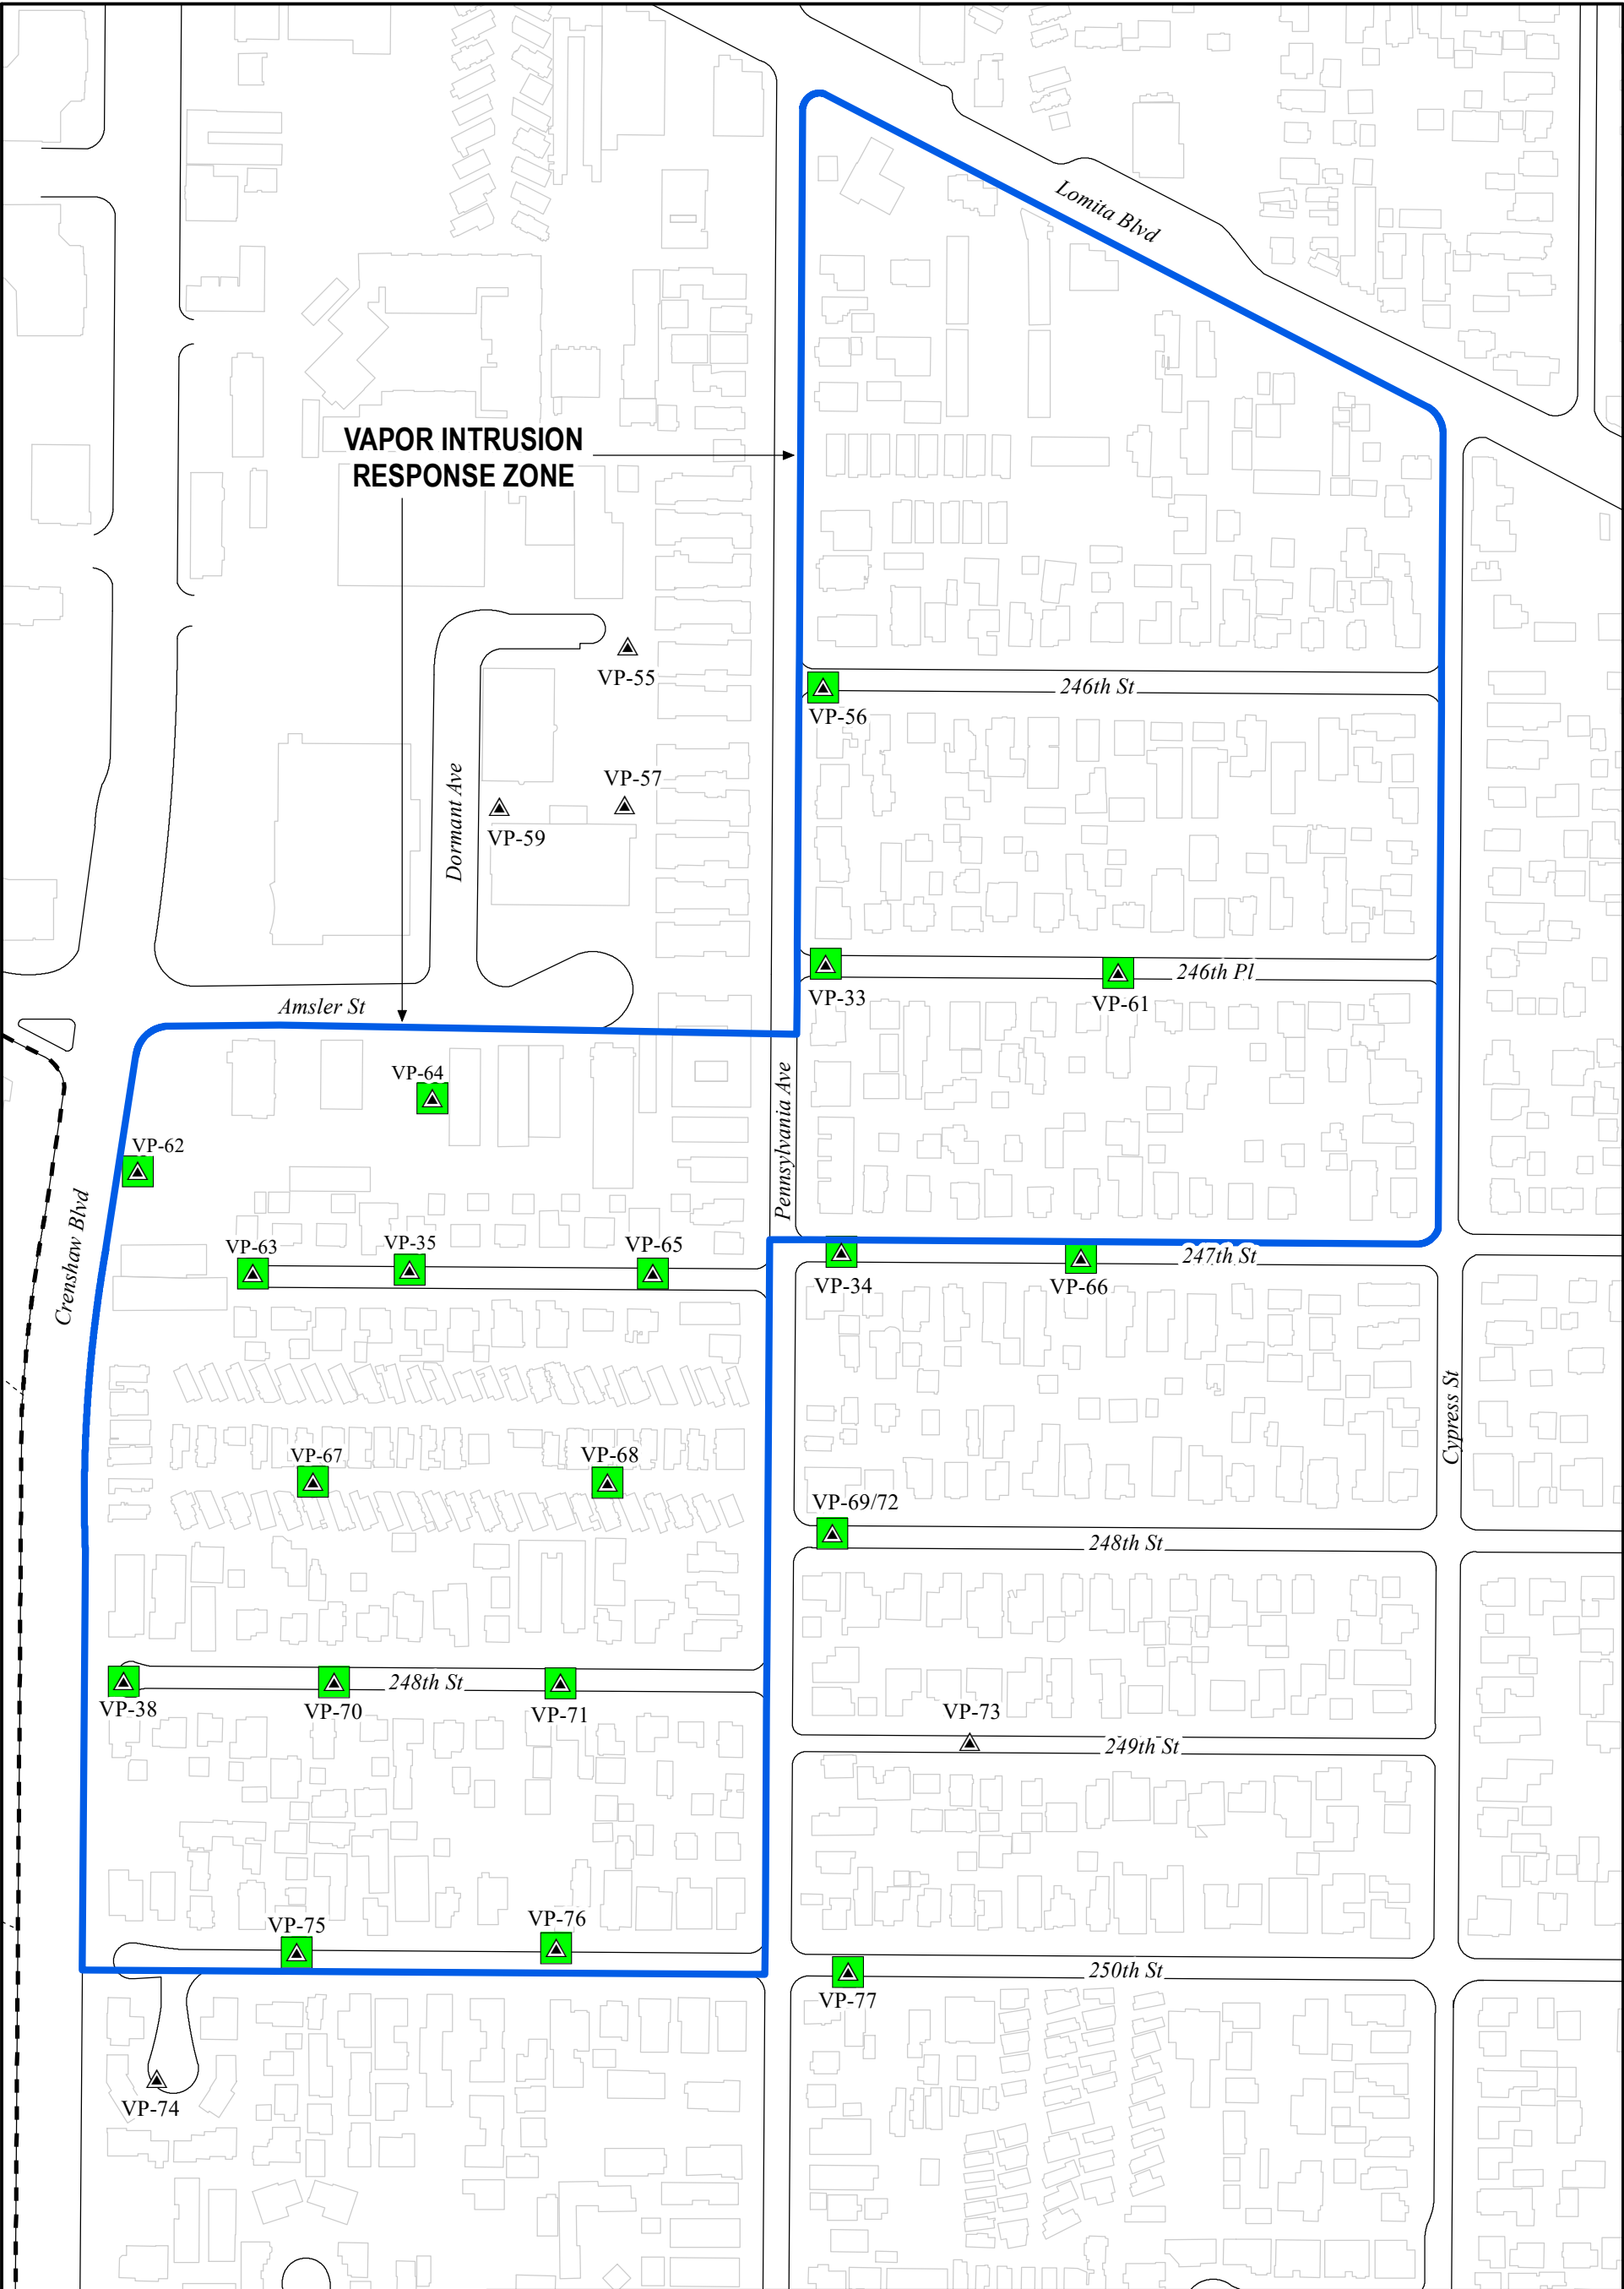 Lomita Blvd
VAPOR INTRUSION
RESPONSE ZONE
VP-55
246th St
VP-56
VP-57
Dormant Ave
VP-59
246th Pl
VP-33
VP-61
Amsler St
VP-64
Pennsylvania Ave
VP-62
Crenshaw Blvd
VP-63
VP-35
VP-65
247th St
VP-34
VP-66
Cypress St
VP-67
VP-68
VP-69/72
248th St
248th St
VP-38
VP-70
VP-71
VP-73
249th St
VP-75
VP-76
250th St
VP-77
VP-74